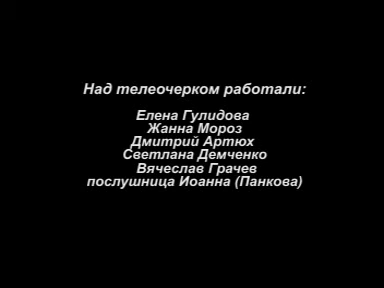 Над телеочерком работали:
Елена Гулидова
Жанна Мороз
Дмитрий Артюх
Светлана Демченко
Вячеслав Грачев
послушница Иоанна (Панкова)